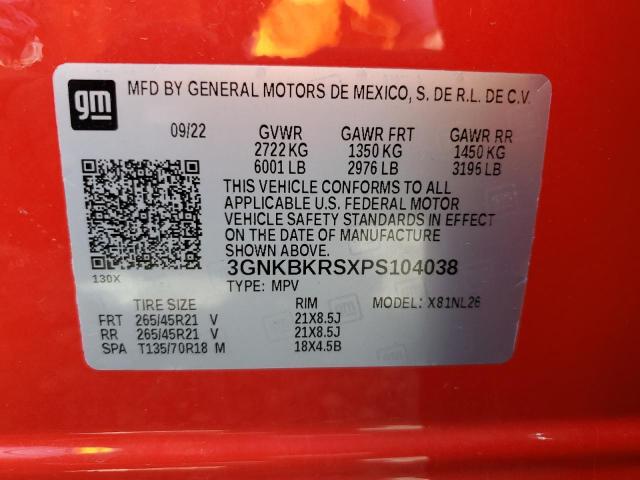 gm MFD BY GENERAL MOTORS DE MEXICO, S. DE R.L. DE C.V.
09/22 GVWR GAWR FRT GAWR RR
2722 KG 1350 KG 1450 KG
6001 LB 2976 LB 3196 LB
THIS VEHICLE CONFORMS TO ALL
APPLICABLE U.S. FEDERAL MOTOR
VEHICLE SAFETY STANDARDS IN EFFECT
ON THE DATE OF MANUFACTURE
SHOWN ABOVE.
130X 3GNKBKRSXPS104038
TYPE: MPV
TIRE SIZE RIM MODEL: X81NL26
FRT 265/45R21 V 21X8.5J
RR 265/45R21 V 21X8.5J
SPA T135/70R18 M 18X4.5B